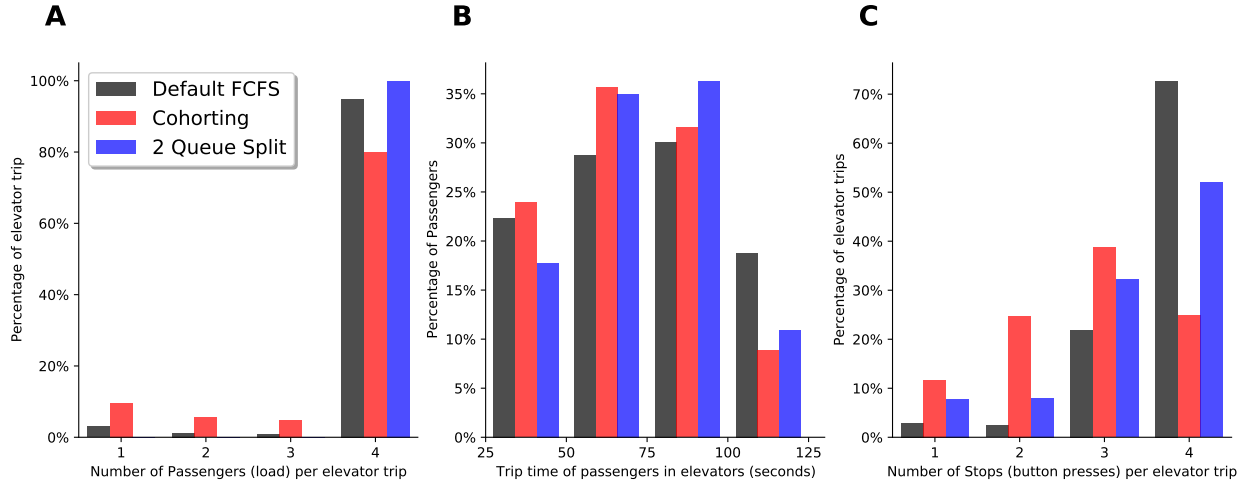 A
B
C
100%
80%
60%
40%
20%
0%
Percentage of elevator trip
Default FCFS
Cohorting
2 Queue Split
1
2
3
4
Number of Passengers (load) per elevator trip
35%
30%
25%
20%
15%
10%
5%
0%
Percentage of Passengers
25
50
75
100
125
Trip time of passengers in elevators (seconds)
70%
60%
50%
40%
30%
20%
10%
0%
Percentage of elevator trips
1
2
3
4
Number of Stops (button presses) per elevator trip